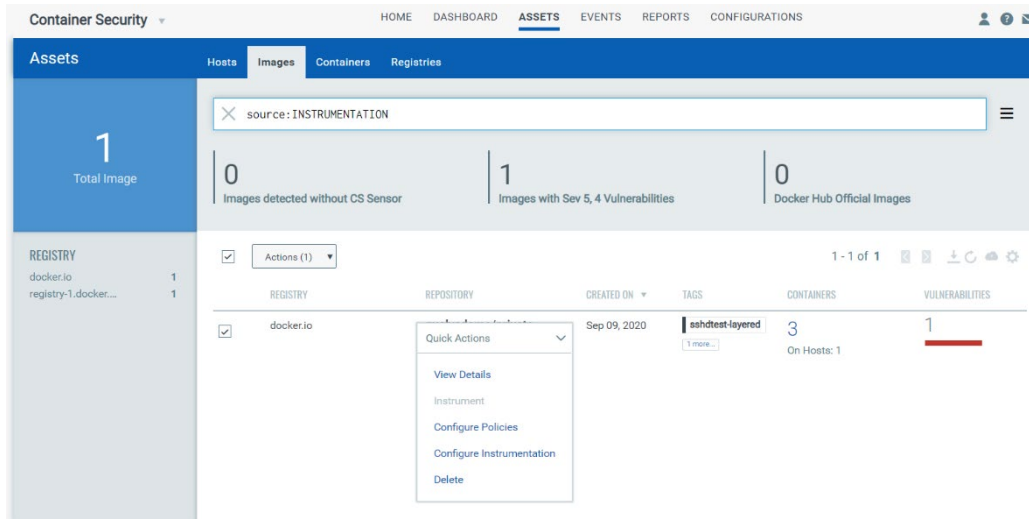 Container Security
HOME DASHBOARD ASSETS EVENTS REPORTS CONFIGURATIONS
Assets
Hosts Images Containers Registries
1
Total Image
source:INSTRUMENTATION
0
Images detected without CS Sensor
1
Images with Sev 5, 4 Vulnerabilities
0
Docker Hub Official Images
REGISTRY
docker.io 1
registry-1.docker.... 1
Actions (1)
1 - 1 of 1
REGISTRY REPOSITORY CREATED ON TAGS CONTAINERS VULNERABILITIES
docker.io
Sep 09, 2020
sshdtest-layered
1 more...
3
On Hosts: 1
1
Quick Actions
View Details
Instrument
Configure Policies
Configure Instrumentation
Delete